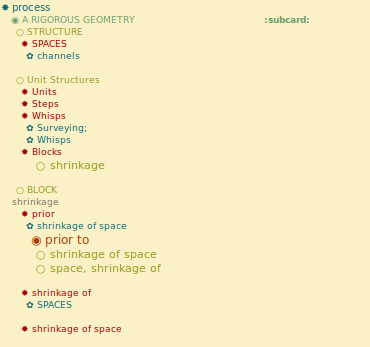 process
A RIGOROUS GEOMETRY :subcard:
STRUCTURE
SPACES
channels
Unit Structures
Units
Steps
Whisps
Surveying;
Whisps
Blocks
shrinkage
BLOCK
shrinkage
prior
shrinkage of space
prior to
shrinkage of space
space, shrinkage of
shrinkage of
SPACES
shrinkage of space